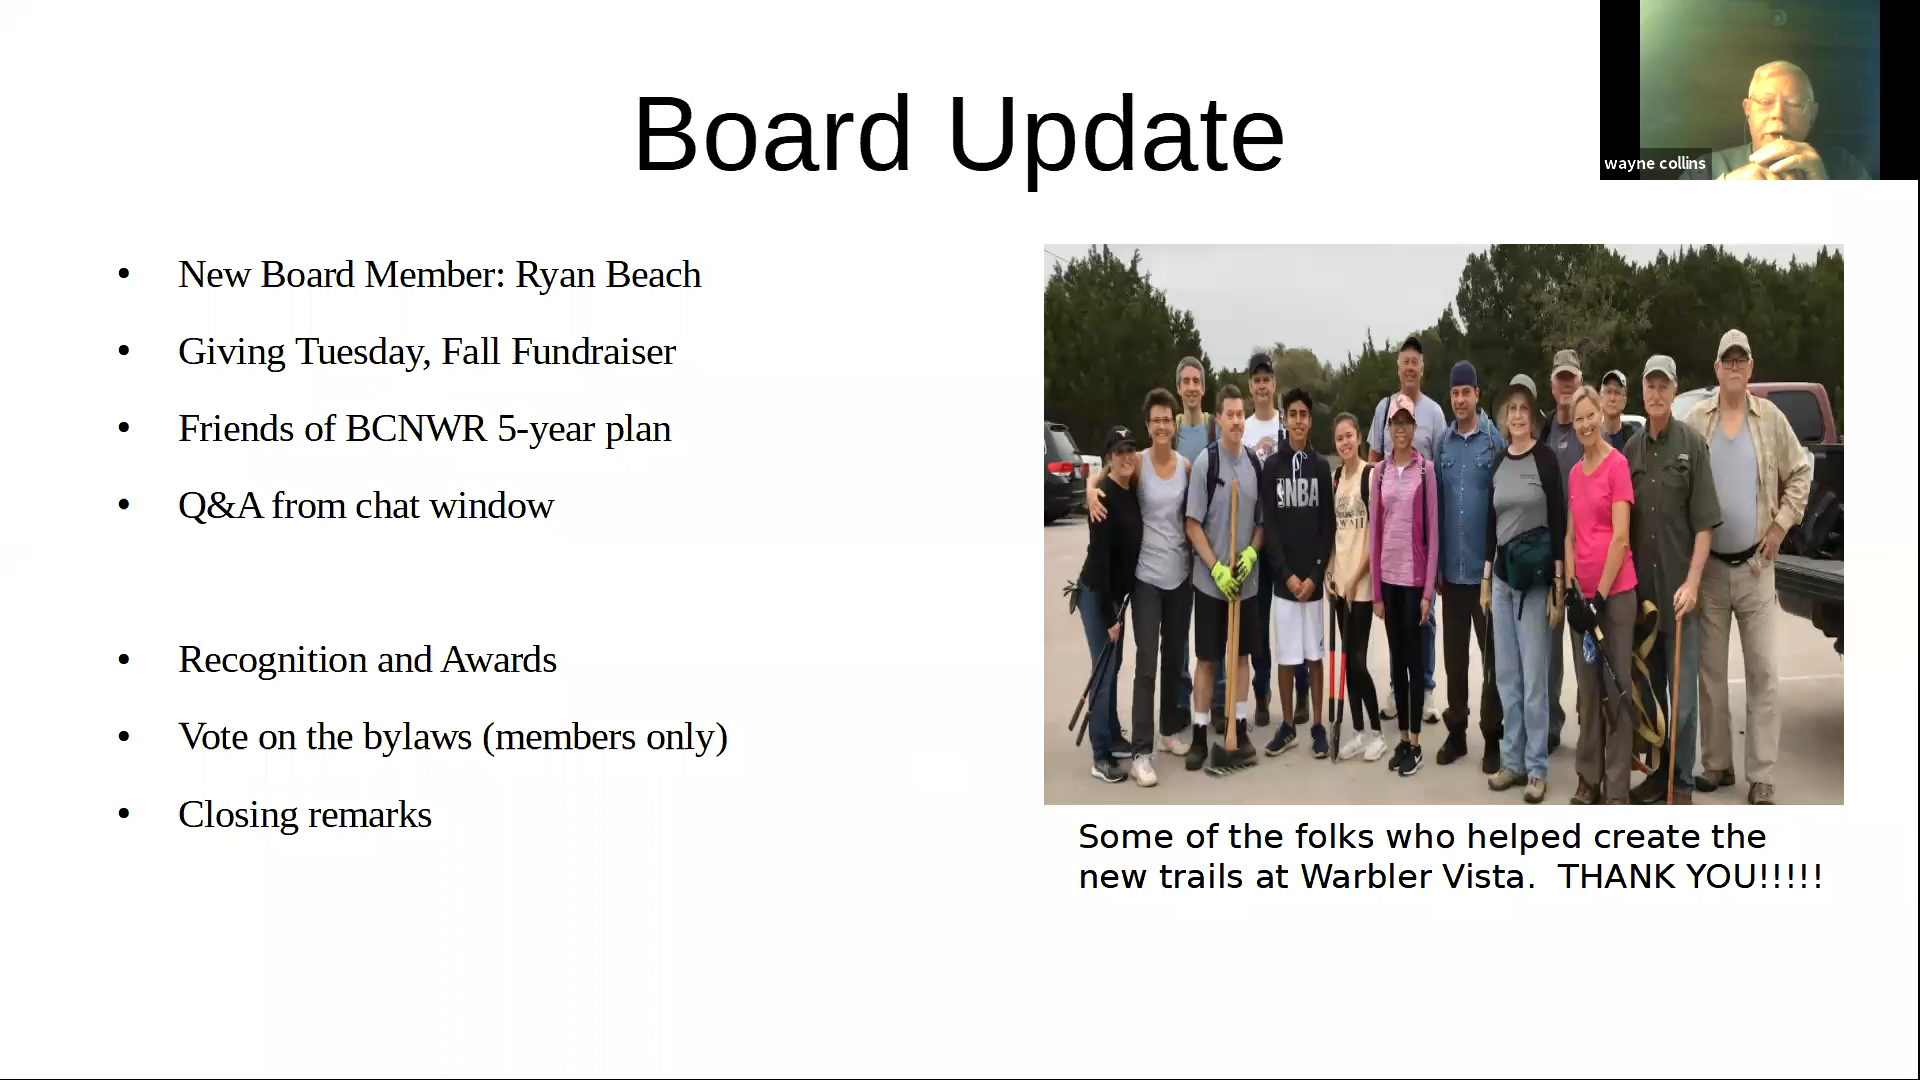 Board Update
wayne collins
• New Board Member: Ryan Beach
• Giving Tuesday, Fall Fundraiser
• Friends of BCNWR 5-year plan
• Q&A from chat window
• Recognition and Awards
• Vote on the bylaws (members only)
• Closing remarks
NBA
Some of the folks who helped create the
new trails at Warbler Vista.  THANK YOU!!!!!